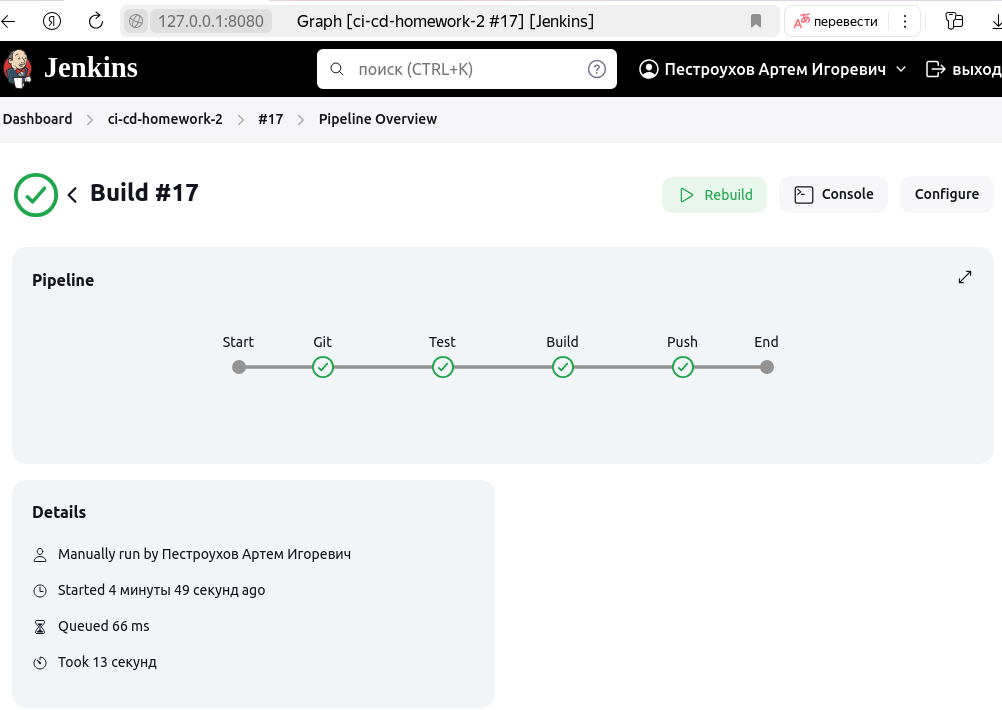 Я 127.0.0.1:8080 Graph [ci-cd-homework-2 #17] [Jenkins] перевести
Jenkins поиск (CTRL+K) ? Пестроухов Артем Игоревич выход
Dashboard ci-cd-homework-2 #17 Pipeline Overview
Build #17 Rebuild Console Configure
Pipeline
Start Git Test Build Push End
Details
Manually run by Пестроухов Артем Игоревич
Started 4 минуты 49 секунд ago
Queued 66 ms
Took 13 секунд